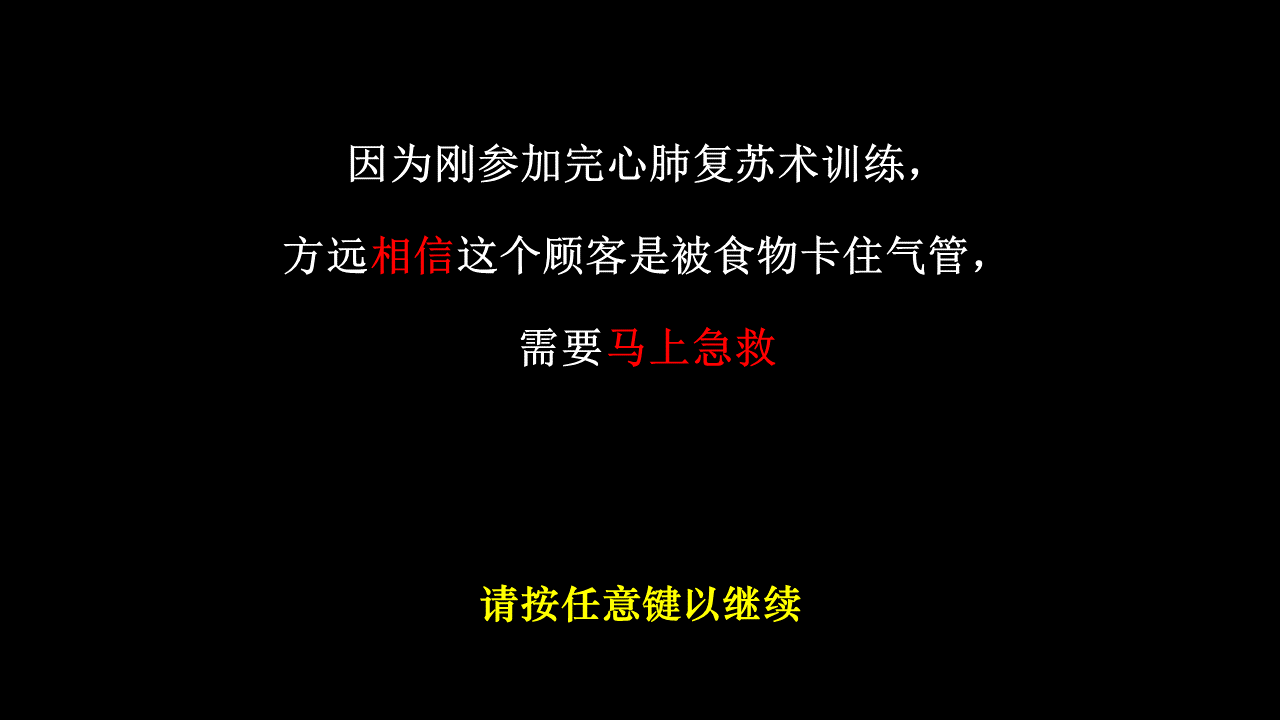 因为刚参加完心肺复苏术训练，
方远相信这个顾客是被食物卡住气管，
需要马上急救
请按任意键以继续